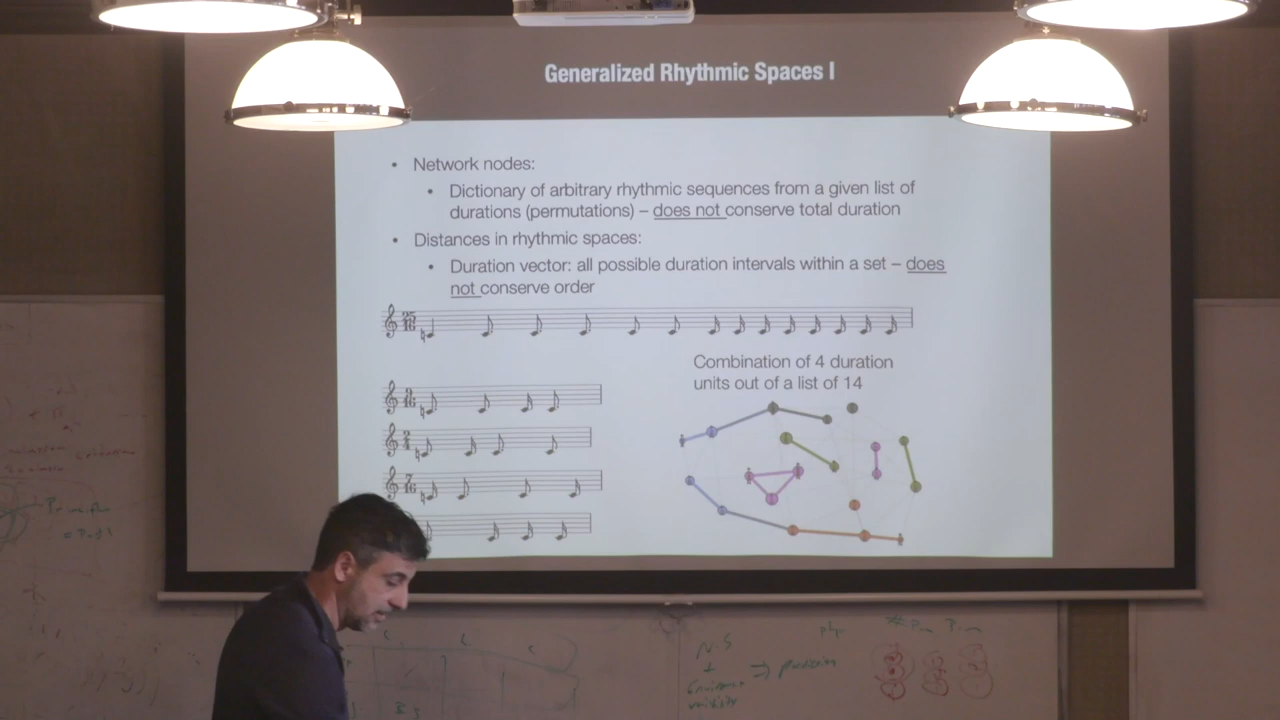 Generalized Rhythmic Spaces I
• Network nodes:
• Dictionary of arbitrary rhythmic sequences from a given list of
durations (permutations) – does not conserve total duration
• Distances in rhythmic spaces:
• Duration vector: all possible duration intervals within a set – does
not conserve order
Combination of 4 duration
units out of a list of 14
N.S
php